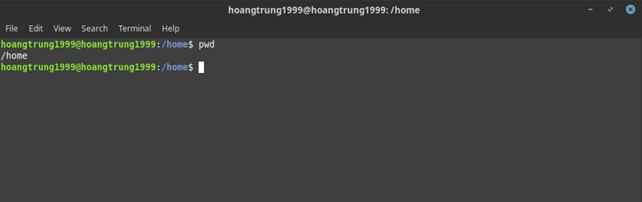 hoangtrung1999@hoangtrung1999: /home
File Edit View Search Terminal Help
hoangtrung1999@hoangtrung1999:/home$ pwd
/home
hoangtrung1999@hoangtrung1999:/home$